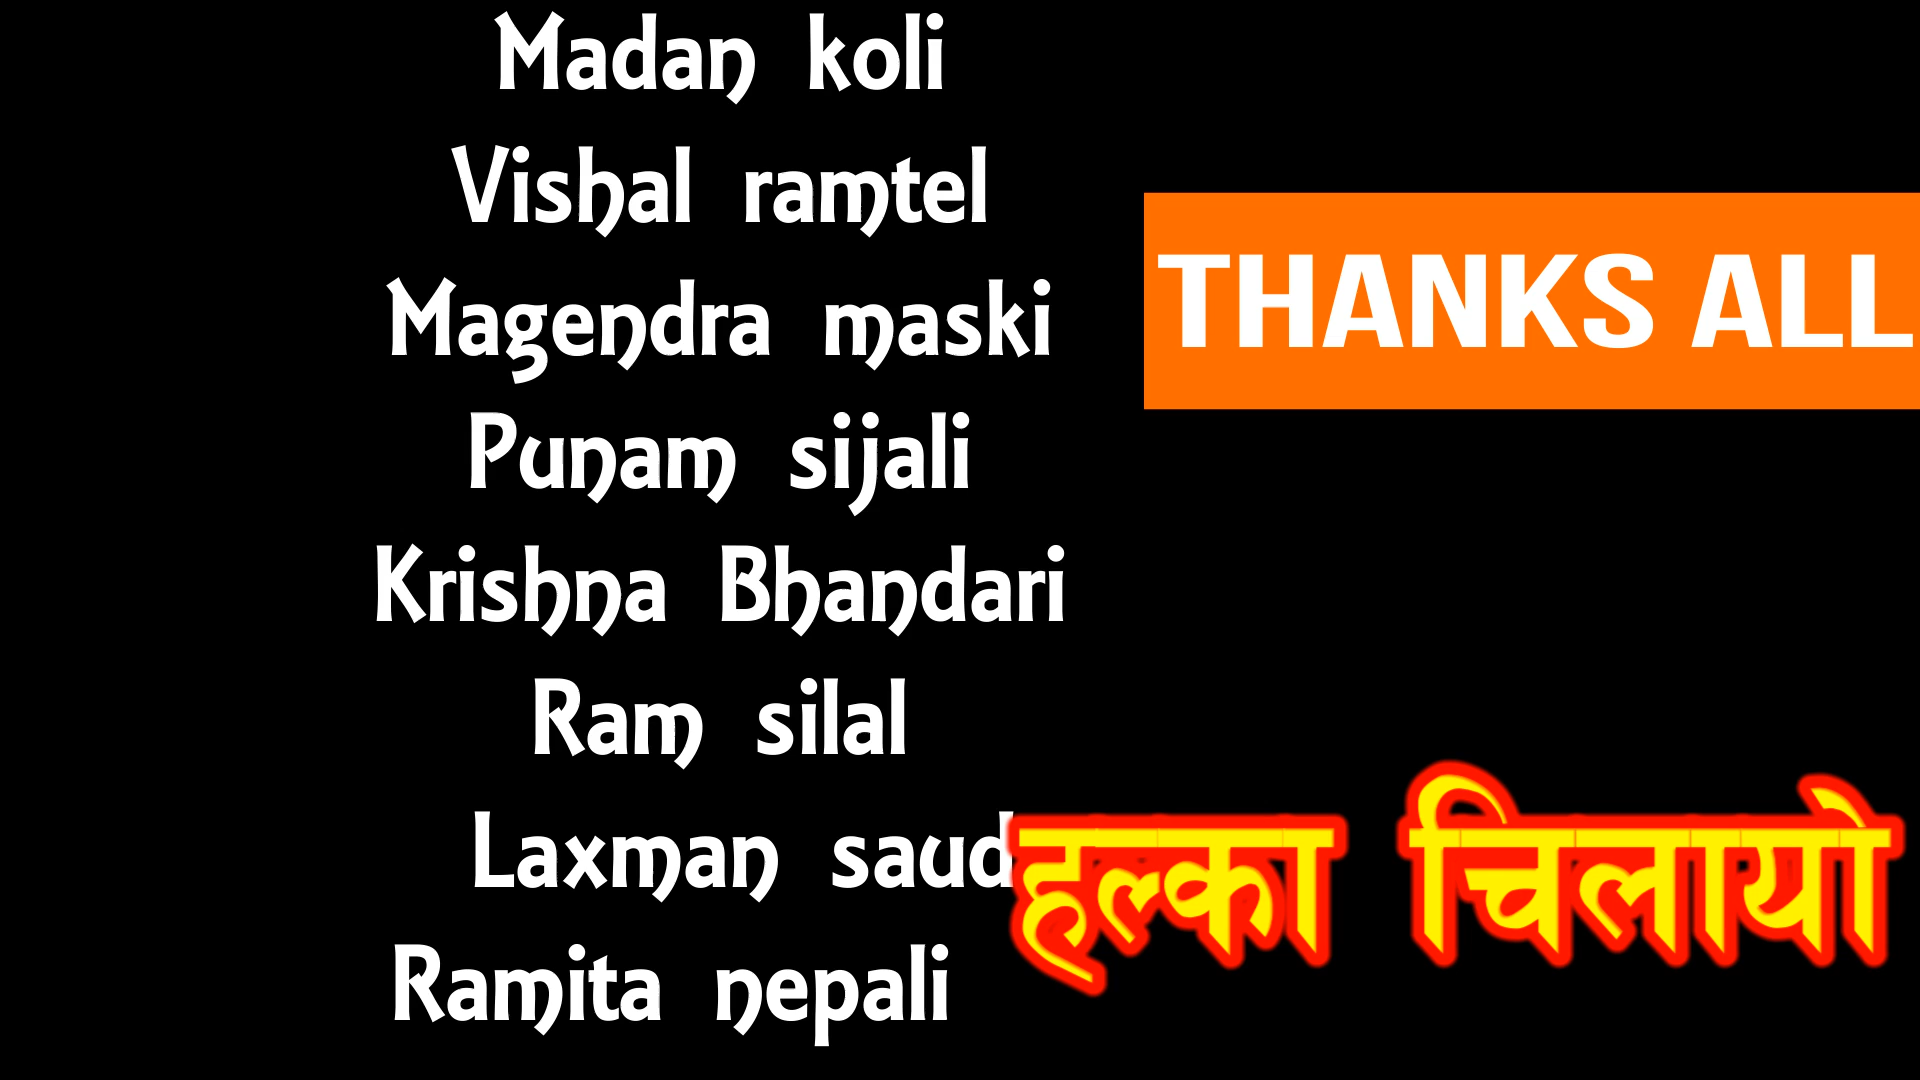 Madan koli
Vishal ramtel
Magendra maski
Punam sijali
Krishna Bhandari
Ram silal
Laxman saud
Ramita nepali
THANKS ALL
हल्का चिलायो